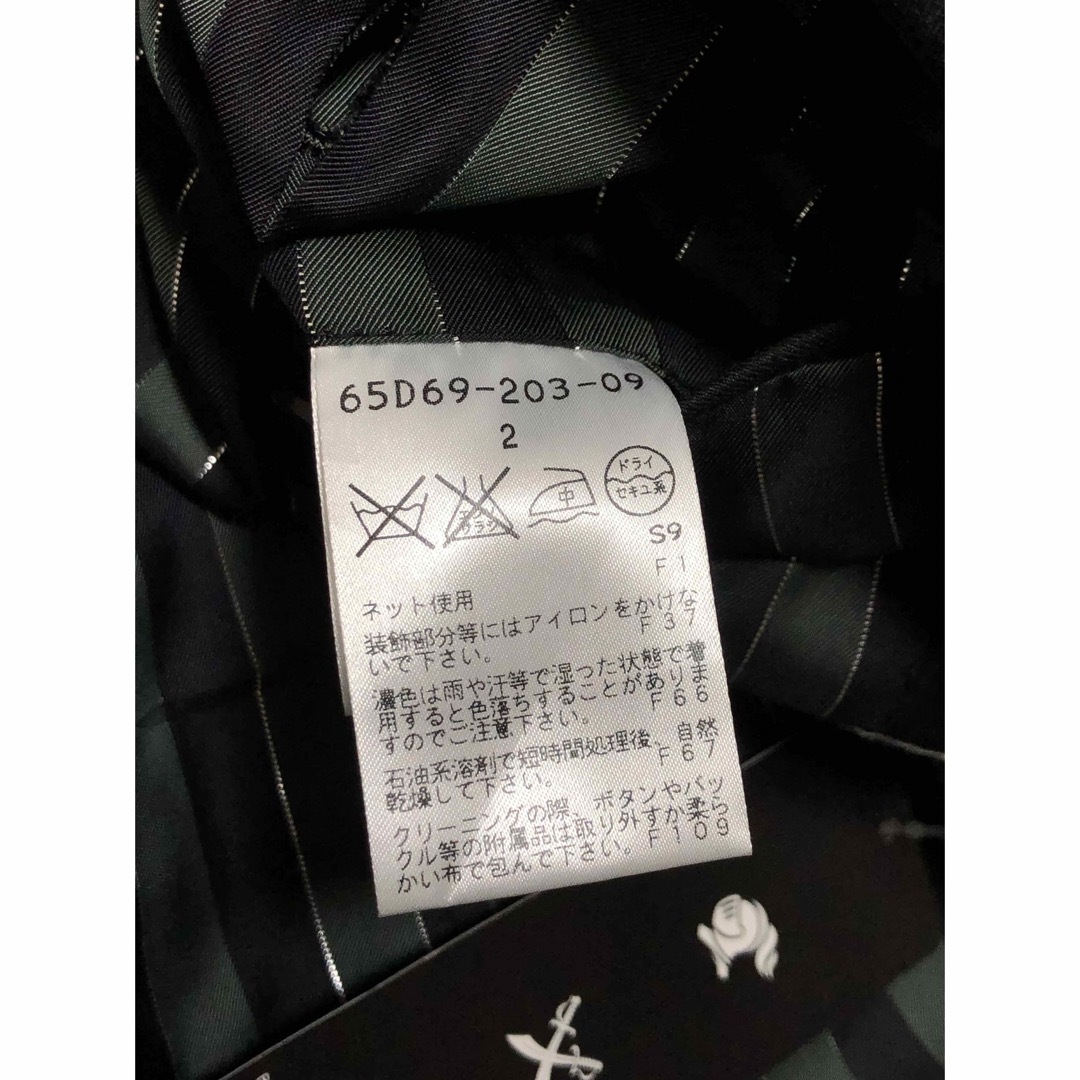 65D69-203-09
2
エンソ
サラシ
中
ドライ
セキユ系
S9
F1
ネット使用
F37
装飾部分等にはアイロンをかけな
いで下さい。
F66
濃色は雨や汗等で湿った状態で着
用すると色落ちすることがありま
すのでご注意下さい。
F67
石油系溶剤で短時間処理後、自然
乾燥して下さい。
F109
クリーニングの際、ボタンやバッ
クル等の附属品は取り外すか柔ら
かい布で包んで下さい。